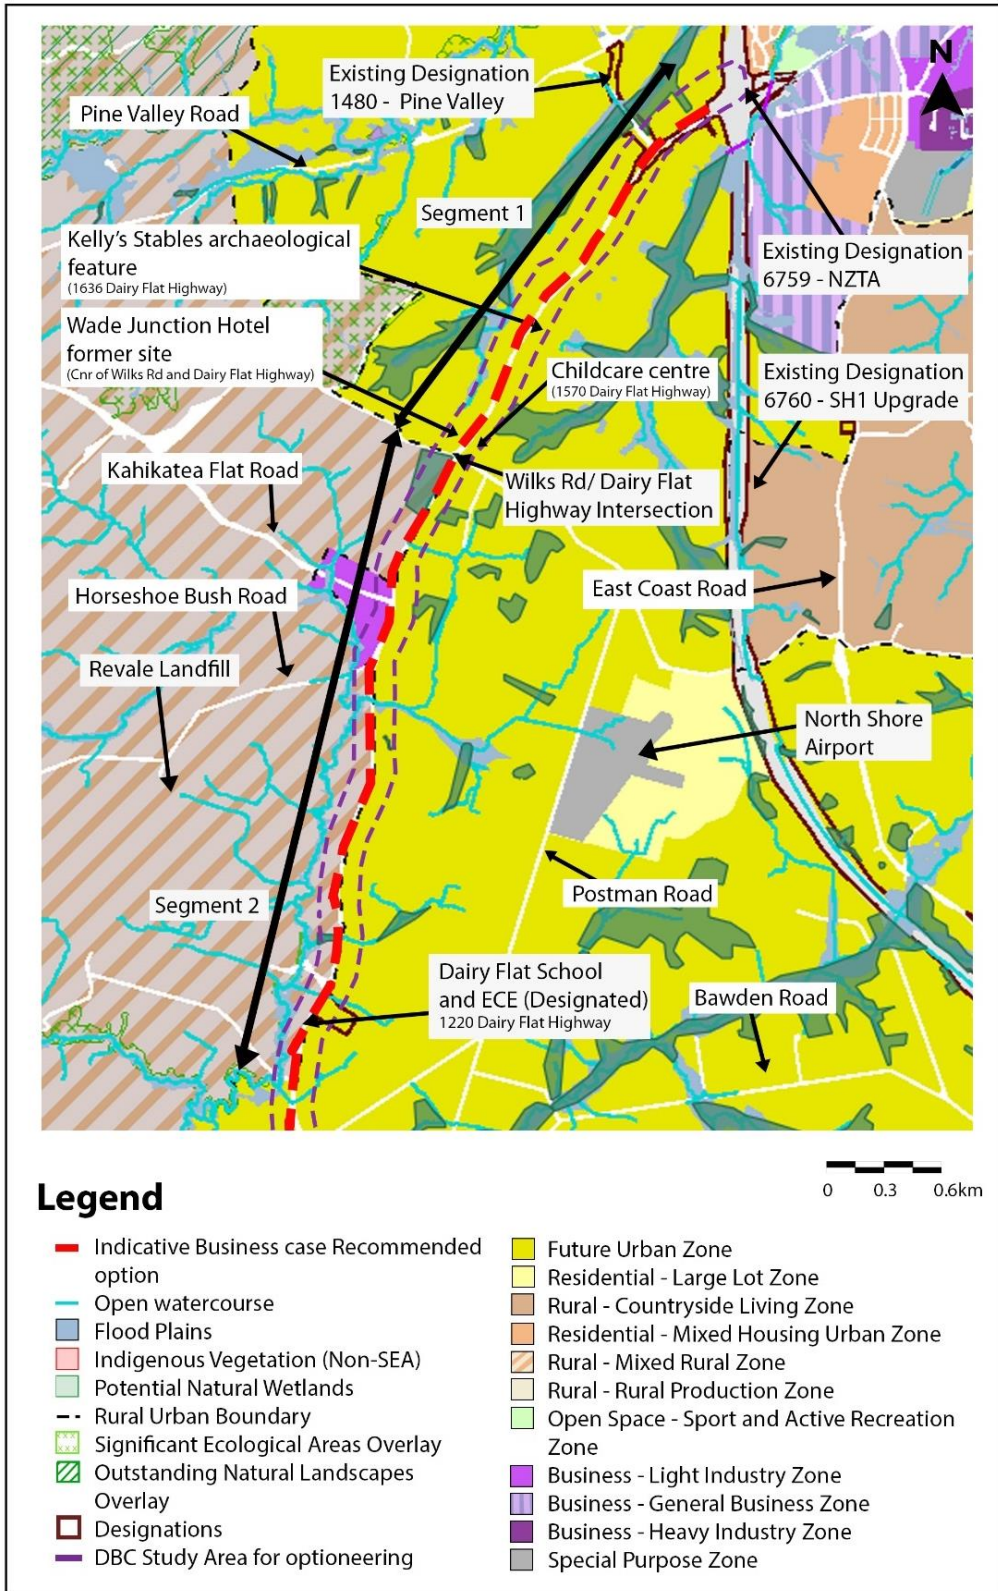 N
Existing Designation
1480 - Pine Valley
Pine Valley Road
Segment 1
Kelly's Stables archaeological
feature
(1636 Dairy Flat Highway)
Existing Designation
6759 - NZTA
Wade Junction Hotel
former site
(Cnr of Wilks Rd and Dairy Flat Highway)
Childcare centre
(1570 Dairy Flat Highway)
Existing Designation
6760 - SH1 Upgrade
Kahikatea Flat Road
Wilks Rd/ Dairy Flat
Highway Intersection
Horseshoe Bush Road
East Coast Road
Revale Landfill
North Shore
Airport
Segment 2
Postman Road
Dairy Flat School
and ECE (Designated)
1220 Dairy Flat Highway
Bawden Road
0 0.3 0.6km
Legend
Indicative Business case Recommended
option
Open watercourse
Flood Plains
Indigenous Vegetation (Non-SEA)
Potential Natural Wetlands
Rural Urban Boundary
Significant Ecological Areas Overlay
Outstanding Natural Landscapes
Overlay
Designations
DBC Study Area for optioneering
Future Urban Zone
Residential - Large Lot Zone
Rural - Countryside Living Zone
Residential - Mixed Housing Urban Zone
Rural - Mixed Rural Zone
Rural - Rural Production Zone
Open Space - Sport and Active Recreation
Zone
Business - Light Industry Zone
Business - General Business Zone
Business - Heavy Industry Zone
Special Purpose Zone